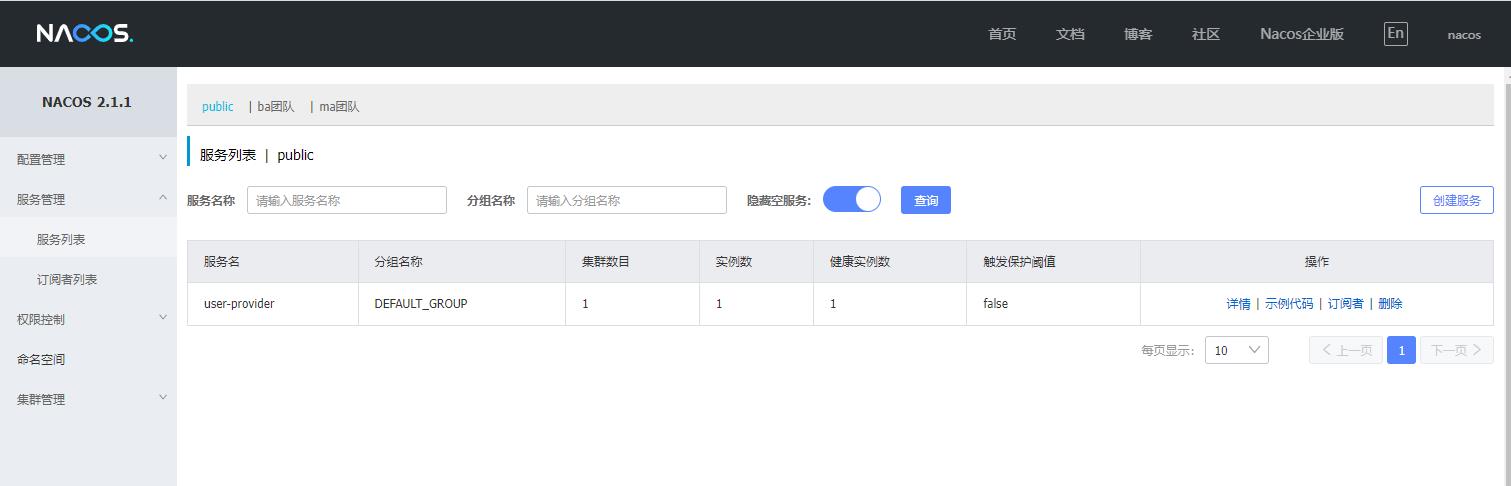 NACOS. 首页 文档 博客 社区 Nacos企业版 En nacos
NACOS 2.1.1
配置管理
服务管理
服务列表
订阅者列表
权限控制
命名空间
集群管理
public | ba团队 | ma团队
服务列表 | public
服务名称 请输入服务名称 分组名称 请输入分组名称 隐藏空服务: 查询 创建服务
服务名 分组名称 集群数目 实例数 健康实例数 触发保护阈值 操作
user-provider DEFAULT_GROUP 1 1 1 false 详情 | 示例代码 | 订阅者 | 删除
每页显示: 10 上一页 1 下一页